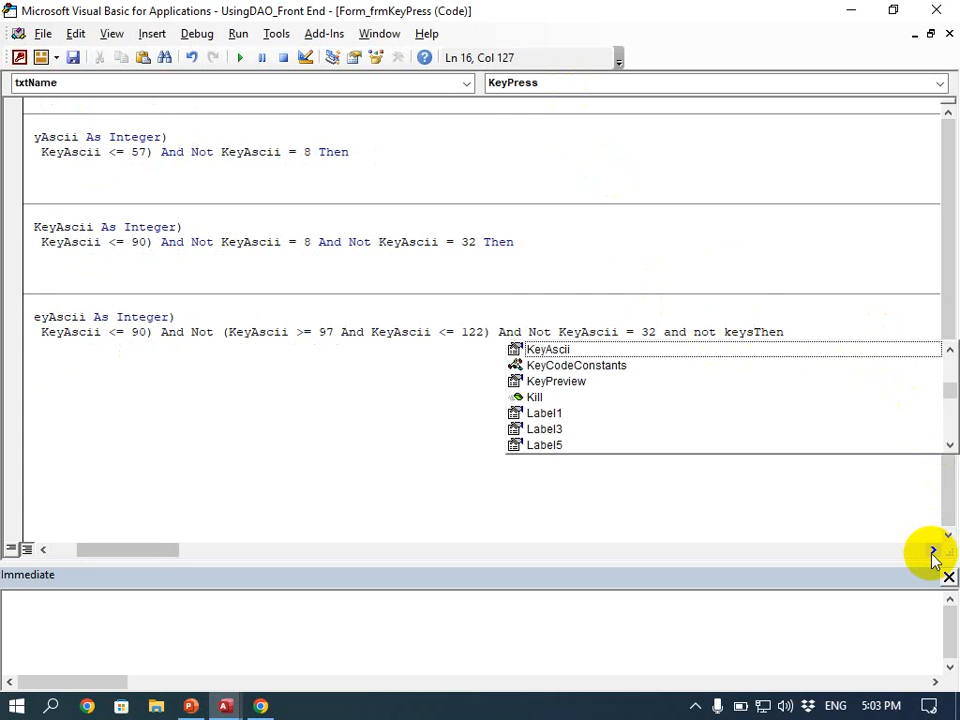 Microsoft Visual Basic for Applications - UsingDAO_Front End - [Form_frmKeyPress (Code)]
File Edit View Insert Format Debug Run Tools Add-Ins Window Help
Ln 16, Col 127
txtName KeyPress
yAscii As Integer)
KeyAscii <= 57) And Not KeyAscii = 8 Then
KeyAscii As Integer)
KeyAscii <= 90) And Not KeyAscii = 8 And Not KeyAscii = 32 Then
eyAscii As Integer)
KeyAscii <= 90) And Not (KeyAscii >= 97 And KeyAscii <= 122) And Not KeyAscii = 32 and not keysThen
KeyAscii
KeyCodeConstants
KeyPreview
Kill
Label1
Label3
Label5
Immediate
ENG 5:03 PM